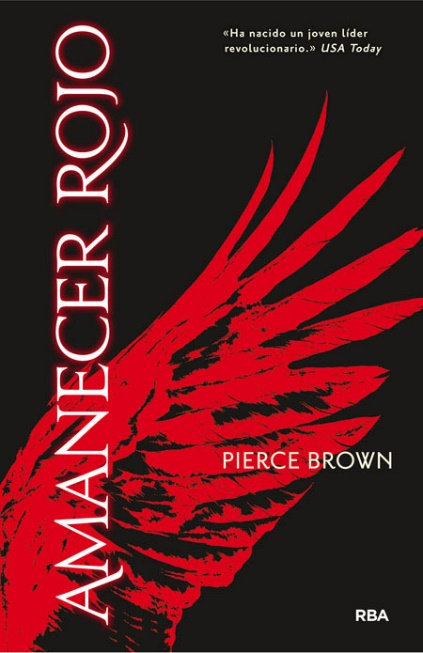 «Ha nacido un joven líder
revolucionario.» USA Today
AMANECER ROJO
PIERCE BROWN
RBA